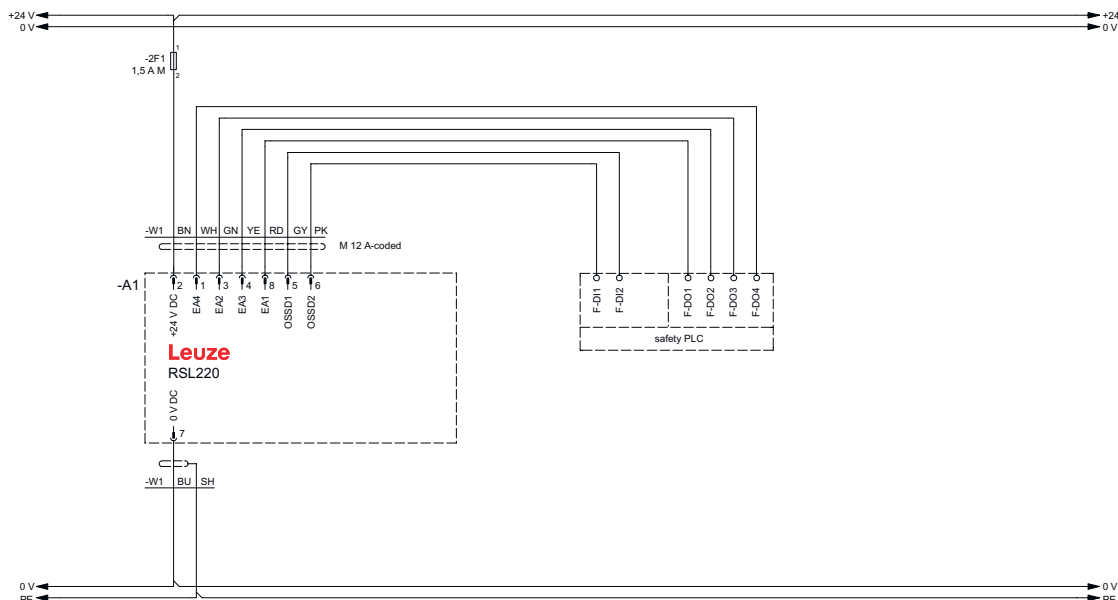 +24 V +24
0 V 0 V
-2F1
1,5 A M
1
2
-W1 BN WH GN YE RD GY PK
M 12 A-coded
-A1
2 1 3 4 8 5 6
+24 V DC EA4 EA2 EA3 EA1 OSSD1 OSSD2
F-DI1 F-DI2 F-DO1 F-DO2 F-DO3 F-DO4
safety PLC
Leuze
RSL220
0 V DC
7
-W1 BU SH
0 V 0 V
PE PE